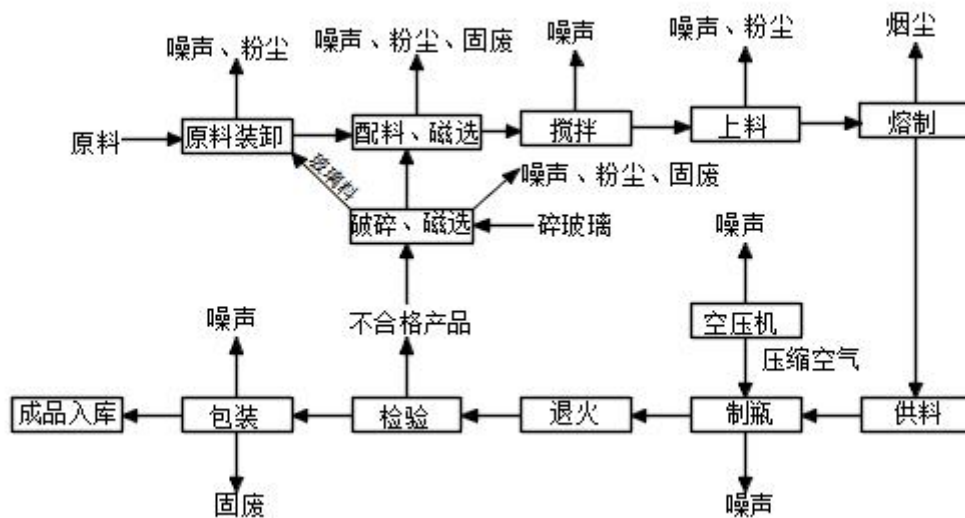 噪声、粉尘
噪声、粉尘、固废
噪声
噪声、粉尘
烟尘
原料
原料装卸
配料、磁选
搅拌
上料
熔制
玻璃料
噪声、粉尘、固废
破碎、磁选
碎玻璃
噪声
噪声
不合格产品
空压机
压缩空气
成品入库
包装
检验
退火
制瓶
供料
固废
噪声